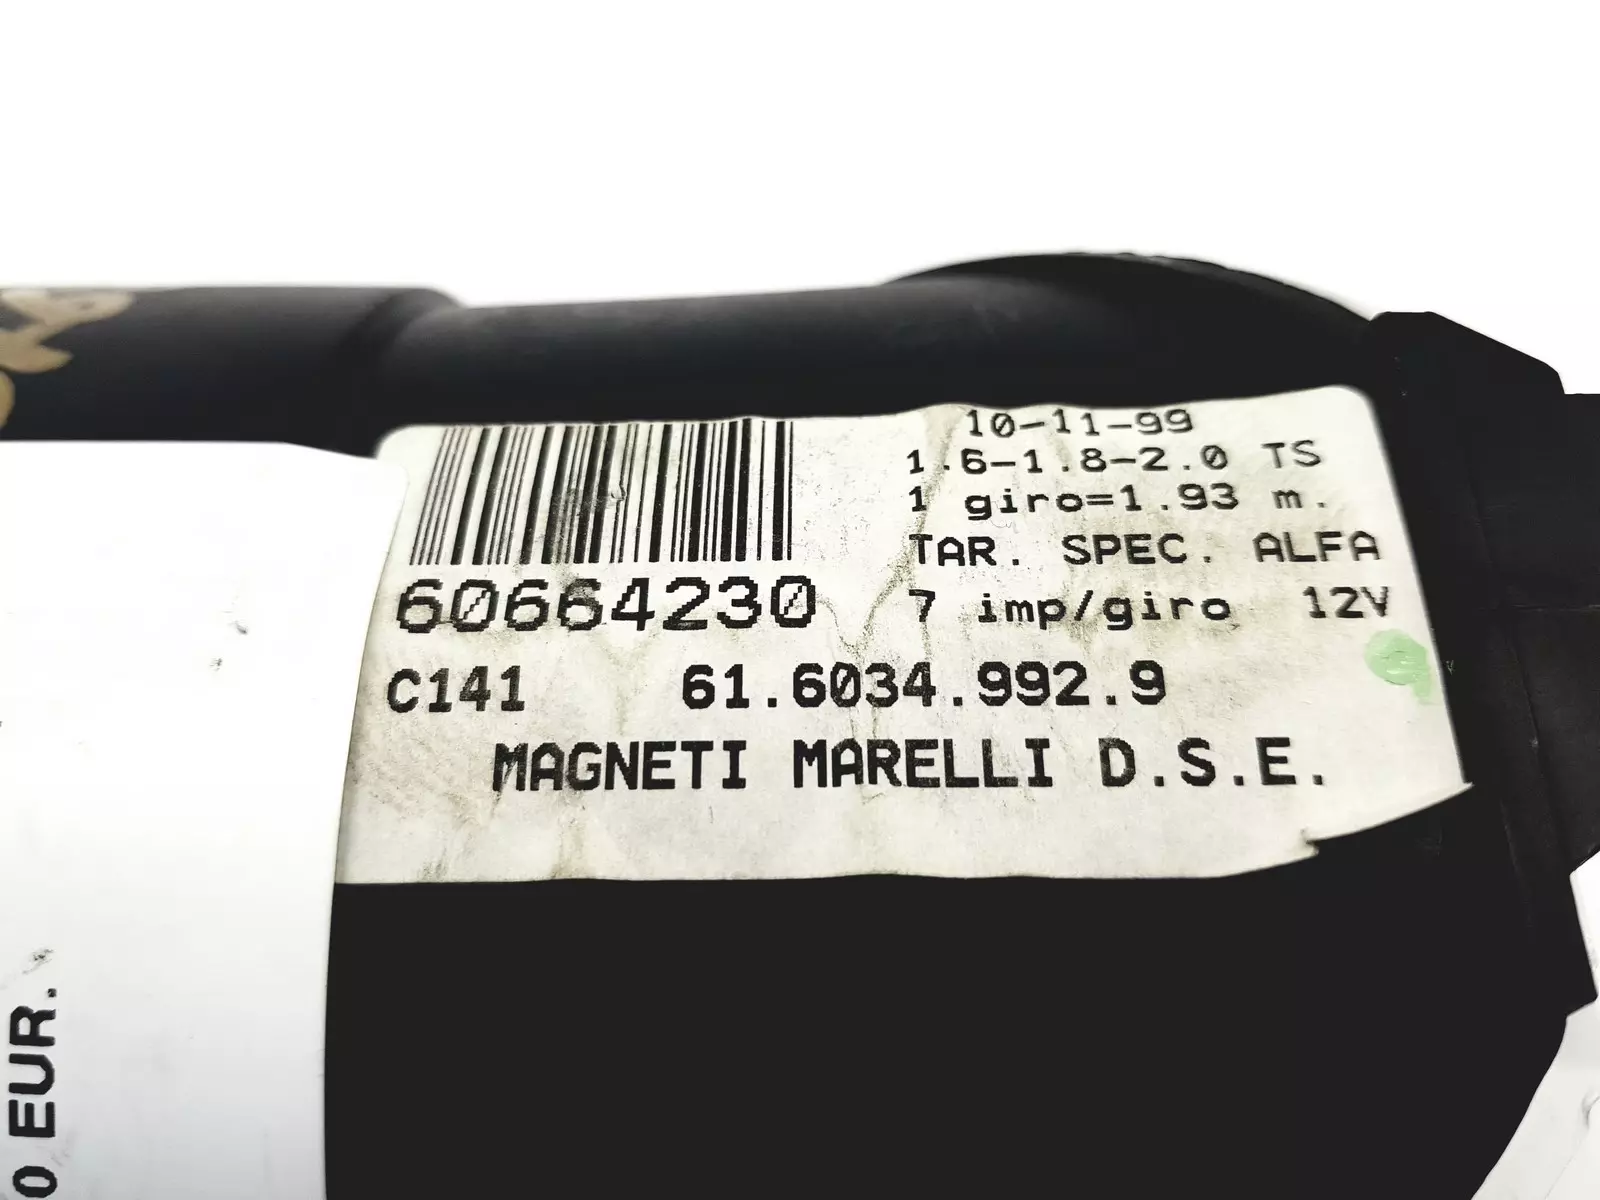 10-11-99
1.6-1.8-2.0 TS
1 giro=1.93 m.
TAR. SPEC. ALFA
60664230 7 imp/giro 12V
C141 61.6034.992.9
MAGNETI MARELLI D.S.E.
0 EUR.